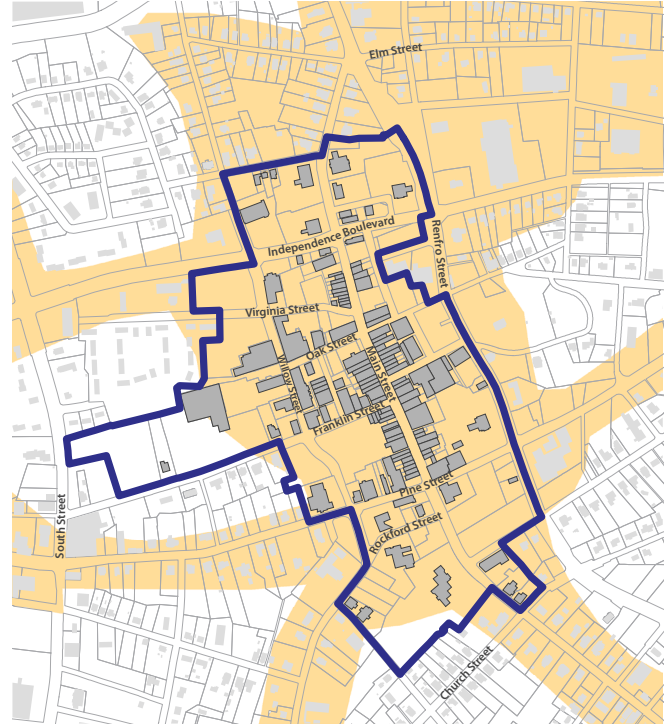 Elm Street
Independence Boulevard
Renfro Street
Virginia Street
Oak Street
Main Street
Willow Street
Franklin Street
Pine Street
South Street
Rockford Street
Church Street